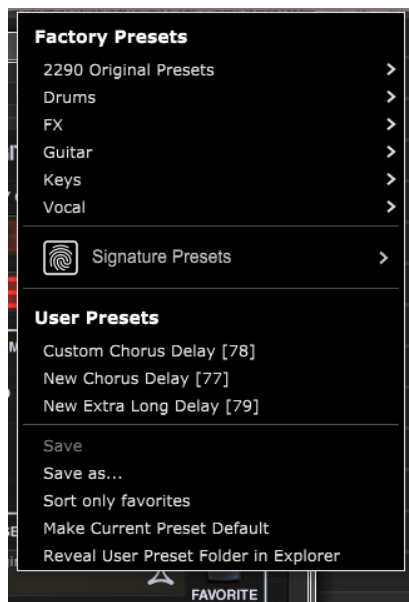 Factory Presets
2290 Original Presets
Drums
FX
Guitar
Keys
Vocal
Signature Presets
User Presets
Custom Chorus Delay [78]
New Chorus Delay [77]
New Extra Long Delay [79]
Save
Save as...
Sort only favorites
Make Current Preset Default
Reveal User Preset Folder in Explorer
FAVORITE